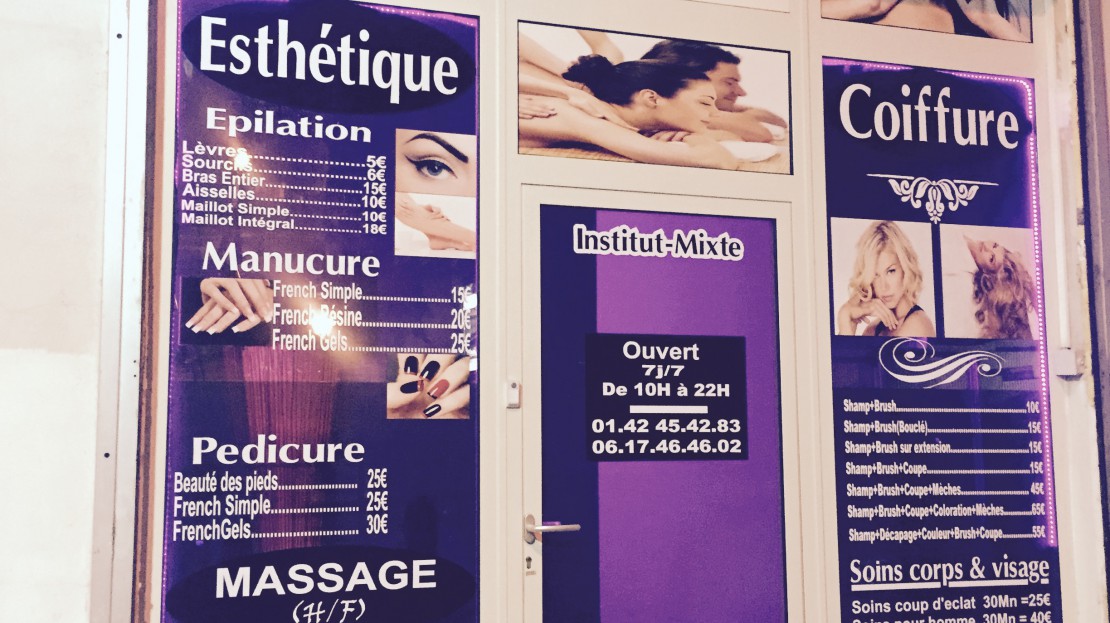 Esthétique
Epilation
Lèvres.....................5€
Sourcils....................6€
Bras Entier..................15€
Aisselles...................10€
Maillot Simple...............10€
Maillot Intégral..............18€
Manucure
French Simple.....................15€
French Résine.....................20€
French Gels.....................25€
Pedicure
Beauté des pieds................ 25€
French Simple................. 25€
FrenchGels..................... 30€
MASSAGE
(H/F)
Institut-Mixte
Ouvert
7j/7
De 10H à 22H
01.42 45.42.83
06.17.46.46.02
Coiffure
Shamp+Brush..............................10€
Shamp+Brush(Bouclé)......................15€
Shamp+Brush sur extension................15€
Shamp+Brush+Coupe........................15€
Shamp+Brush+Coupe+Mèches................ 45€
Shamp+Brush+Coupe+Coloration+Mèches.........65€
Shamp+Décapage+Couleur+Brush+Coupe..........55€
Soins corps & visage
Soins coup d'eclat 30Mn =25€
Soins pour homme 30Mn = 40€